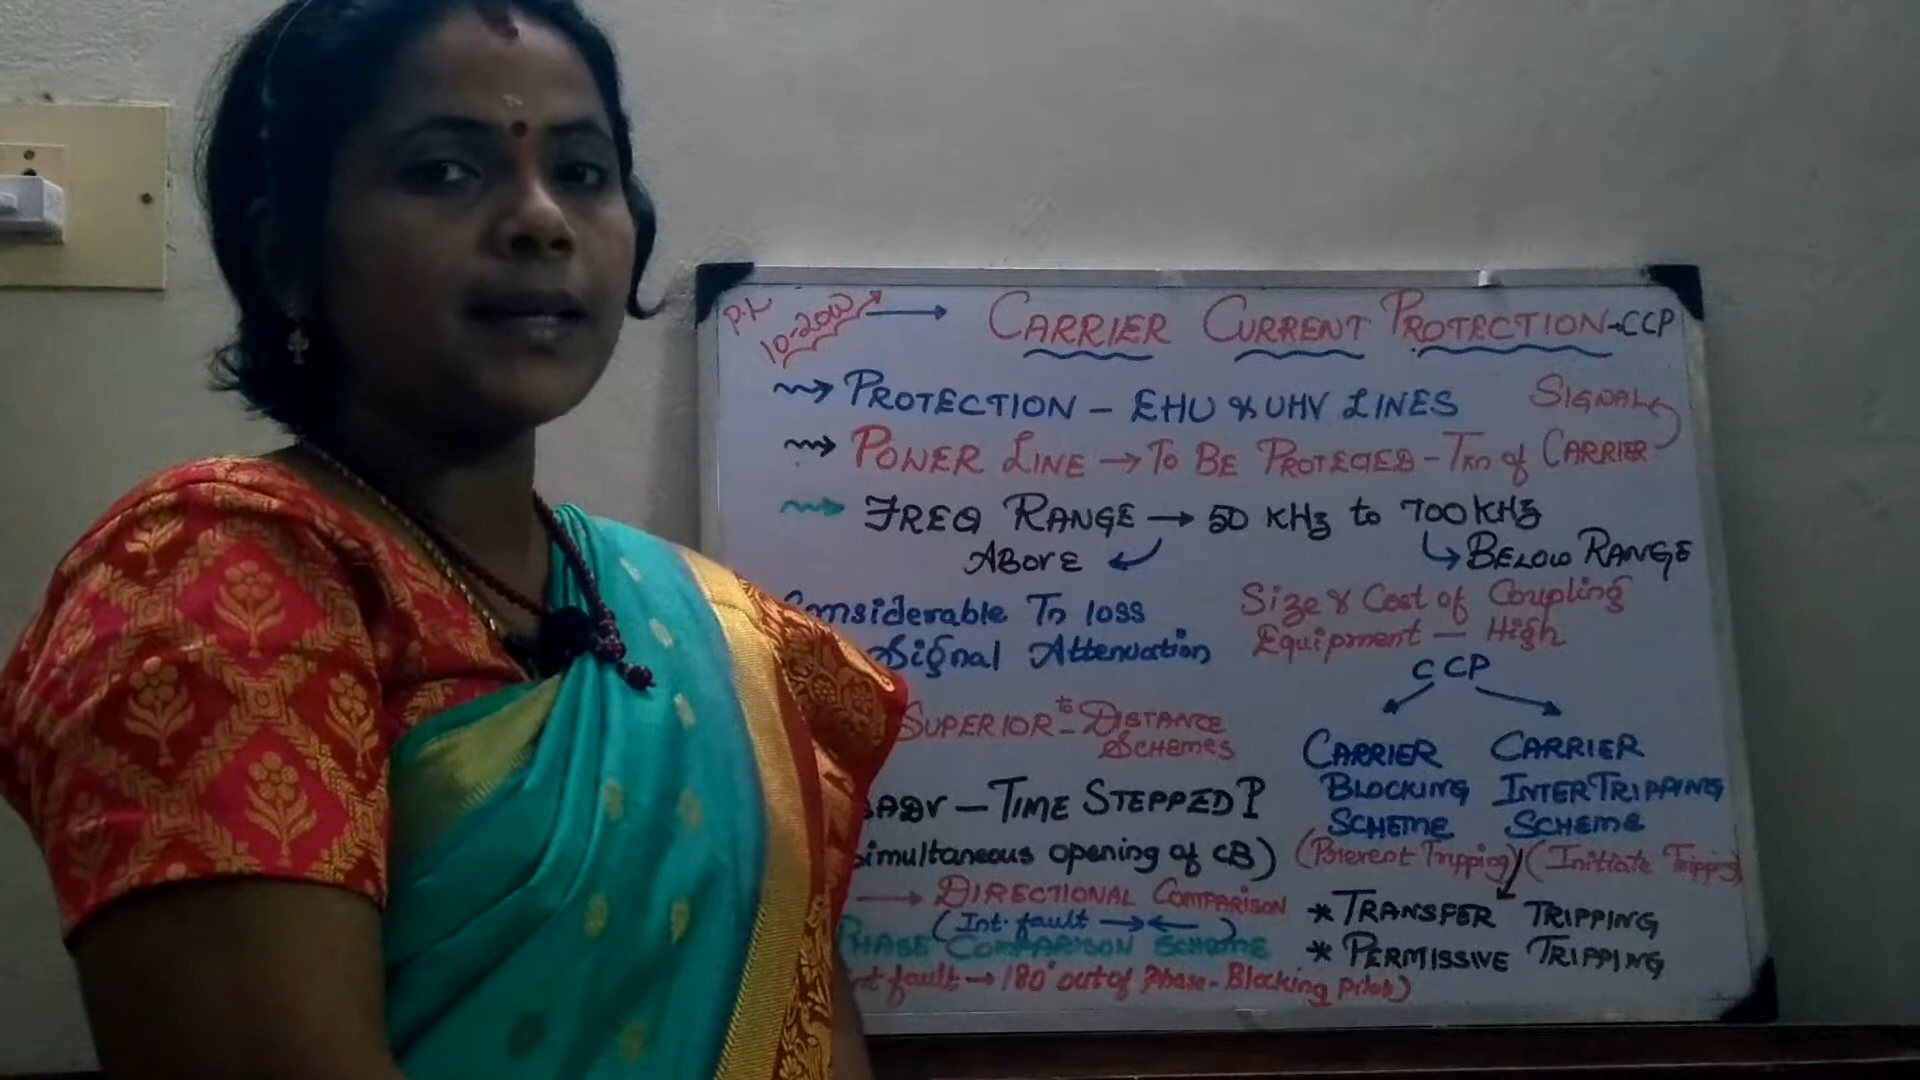 P.L
10-20W → CARRIER CURRENT PROTECTION-CCP
PROTECTION - EHV & UHV LINES
SIGNAL
POWER LINE → TO BE PROTECTED - Txn of CARRIER
FREQ RANGE → 50 KHz to 700 KHz
ABOVE
BELOW RANGE
Considerable Tn loss
Signal Attenuation
Size & Cost of Coupling
Equipment - High
CCP
SUPERIOR to - DISTANCE
SCHEMES
CARRIER
BLOCKING
SCHEME
(Prevent Tripping)
CARRIER
INTERTRIPPING
SCHEME
(Initiate Tripping)
ADV - TIME STEPPED P
simultaneous opening of CB)
→ DIRECTIONAL COMPARISON
(Int. fault →←)
PHASE COMPARISON SCHEME
fault → 180° out of Phase - Blocking pilot)
* TRANSFER TRIPPING
* PERMISSIVE TRIPPING